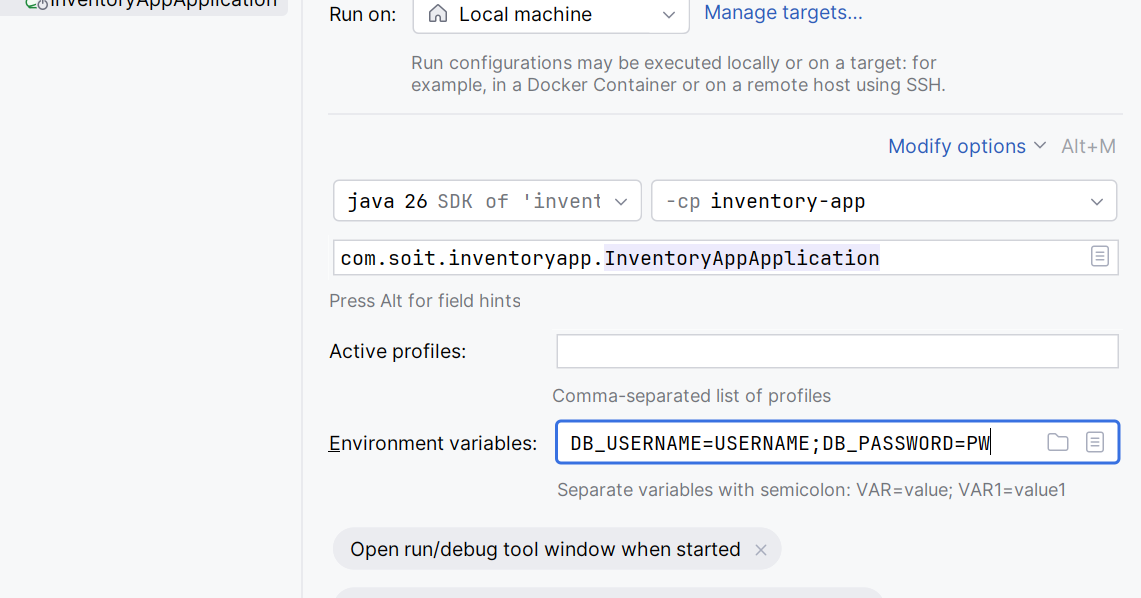 InventoryAppApplication
Run on: Local machine Manage targets...
Run configurations may be executed locally or on a target: for
example, in a Docker Container or on a remote host using SSH.
Modify options Alt+M
java 26 SDK of 'invent -cp inventory-app
com.soit.inventoryapp.InventoryAppApplication
Press Alt for field hints
Active profiles:
Comma-separated list of profiles
Environment variables: DB_USERNAME=USERNAME;DB_PASSWORD=PW
Separate variables with semicolon: VAR=value; VAR1=value1
Open run/debug tool window when started